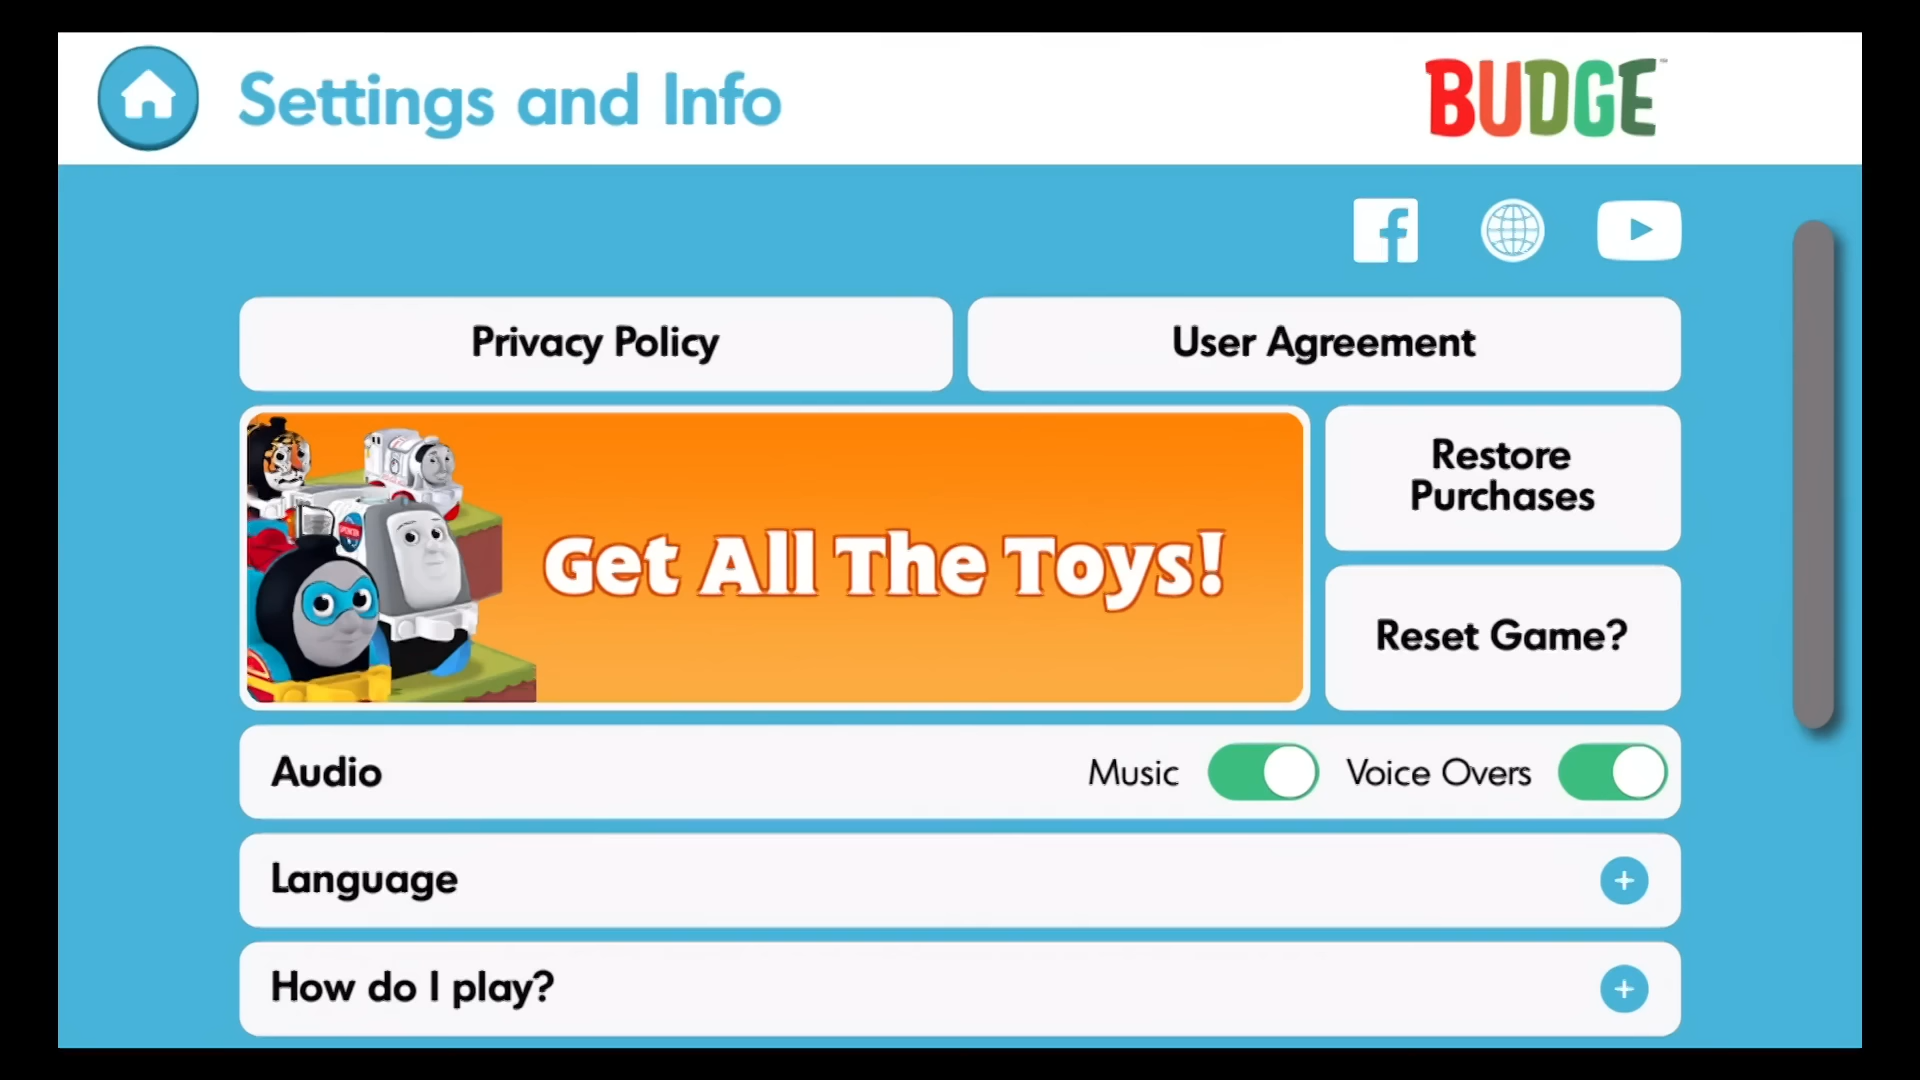 Settings and Info
BUDGE
Privacy Policy
User Agreement
Get All The Toys!
Restore
Purchases
Reset Game?
Audio
Music
Voice Overs
Language
How do I play?